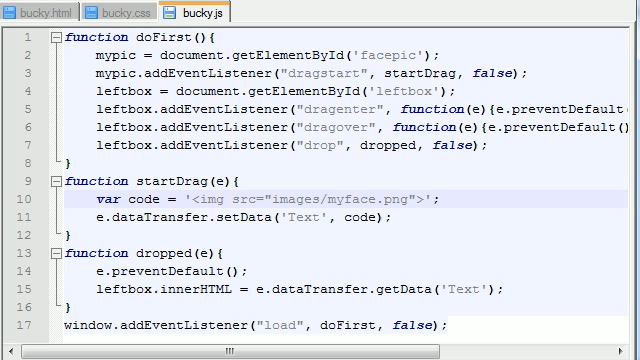 bucky.html bucky.css bucky.js
1 function doFirst(){
2 mypic = document.getElementById('facepic');
3 mypic.addEventListener("dragstart", startDrag, false);
4 leftbox = document.getElementById('leftbox');
5 leftbox.addEventListener("dragenter", function(e){e.preventDefault
6 leftbox.addEventListener("dragover", function(e){e.preventDefault()
7 leftbox.addEventListener("drop", dropped, false);
8 }
9 function startDrag(e){
10 var code = '<img src="images/myface.png">';
11 e.dataTransfer.setData('Text', code);
12 }
13 function dropped(e){
14 e.preventDefault();
15 leftbox.innerHTML = e.dataTransfer.getData('Text');
16 }
17 window.addEventListener("load", doFirst, false);